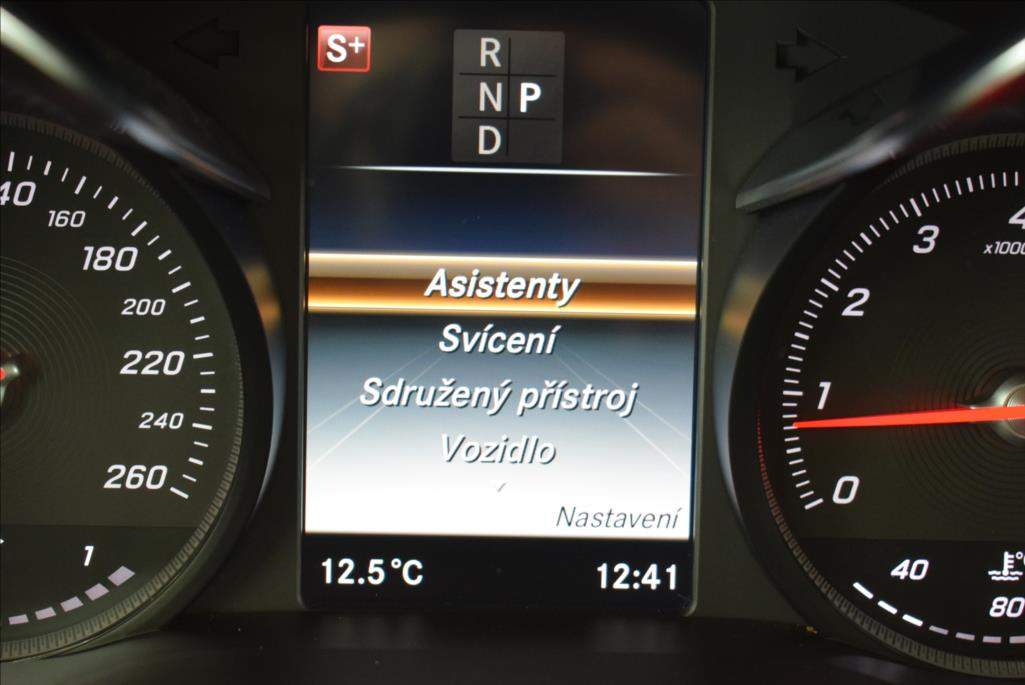 S+
R
N P
D
Asistenty
Svícení
Sdružený přístroj
Vozidlo
Nastavení
12.5°C
12:41
40
160
180
200
220
240
260
1
4
x1000
3
2
1
0
40
80